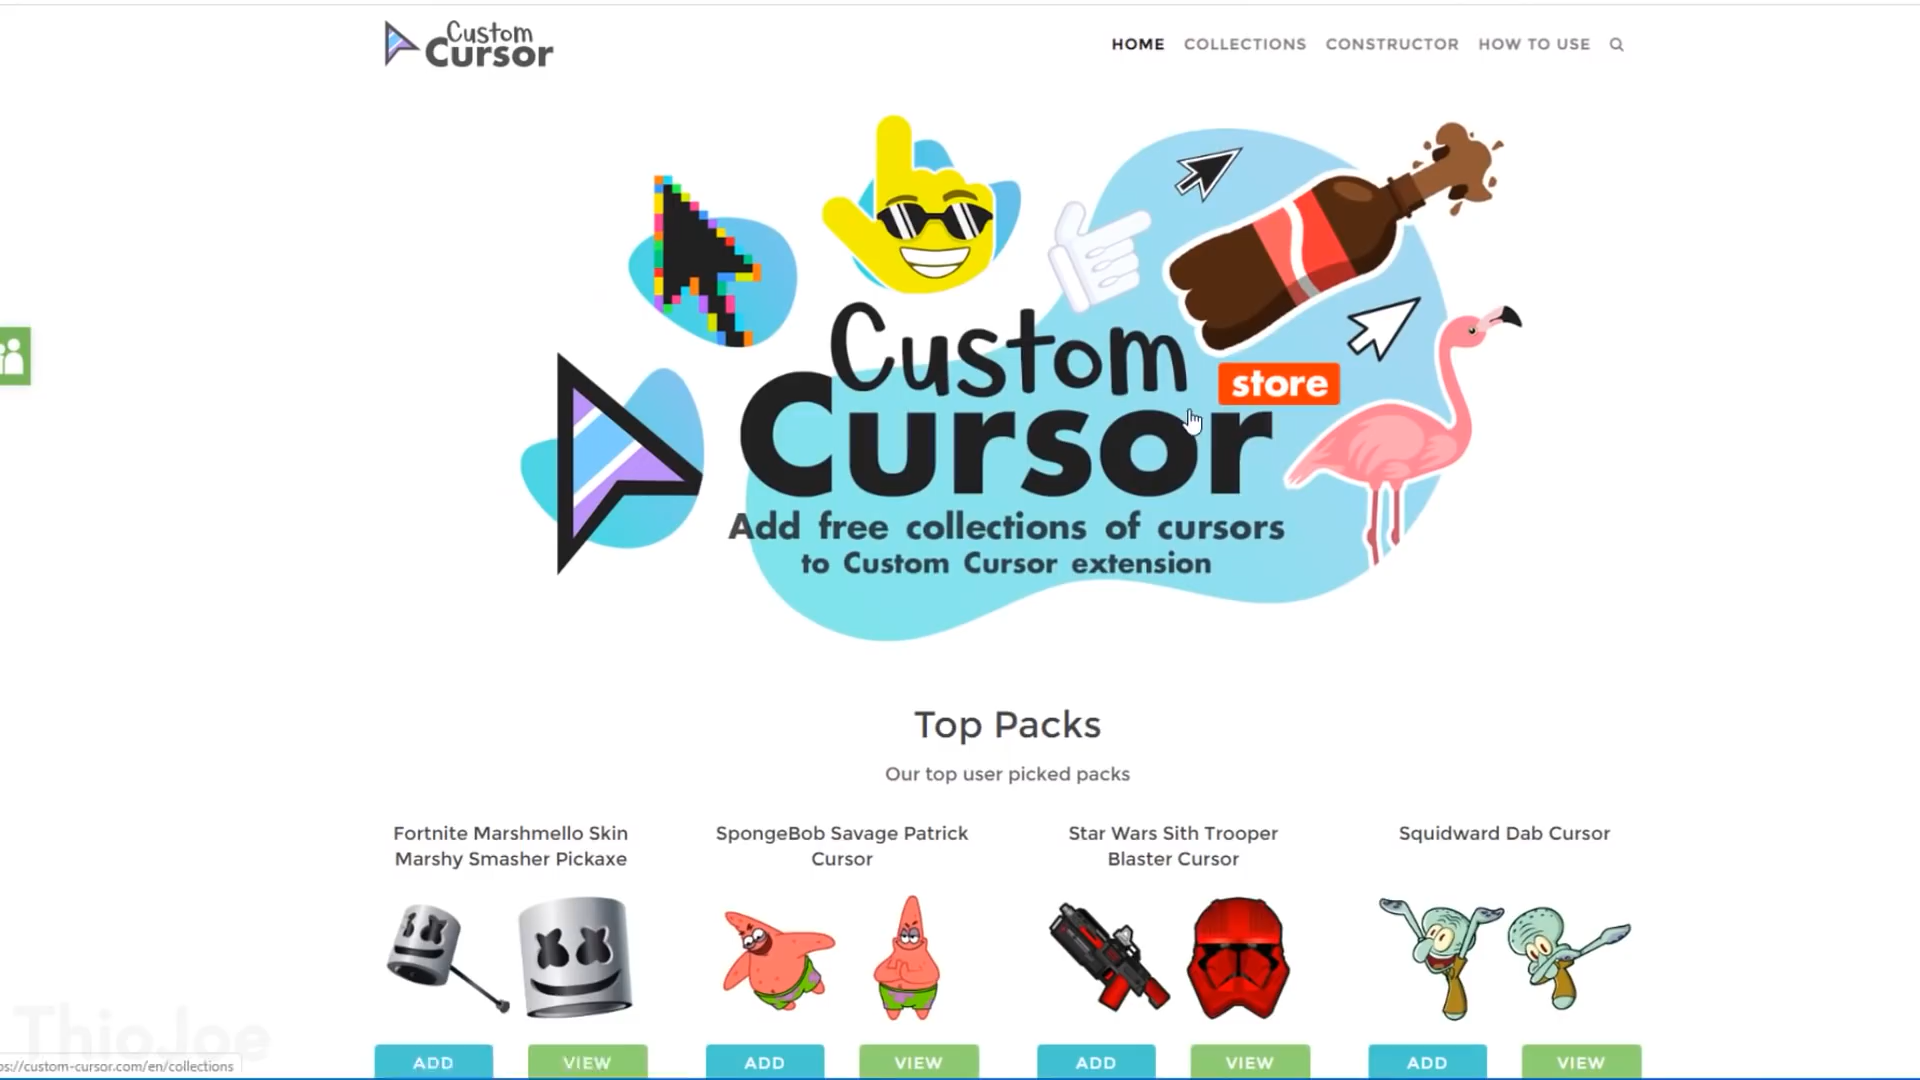 Custom
Cursor
HOME COLLECTIONS CONSTRUCTOR HOW TO USE
Custom
Cursor
store
Add free collections of cursors
to Custom Cursor extension
Top Packs
Our top user picked packs
Fortnite Marshmello Skin
Marshy Smasher Pickaxe
SpongeBob Savage Patrick
Cursor
Star Wars Sith Trooper
Blaster Cursor
Squidward Dab Cursor
ADD VIEW ADD VIEW ADD VIEW ADD VIEW
ThioJoe
ps://custom-cursor.com/en/collections